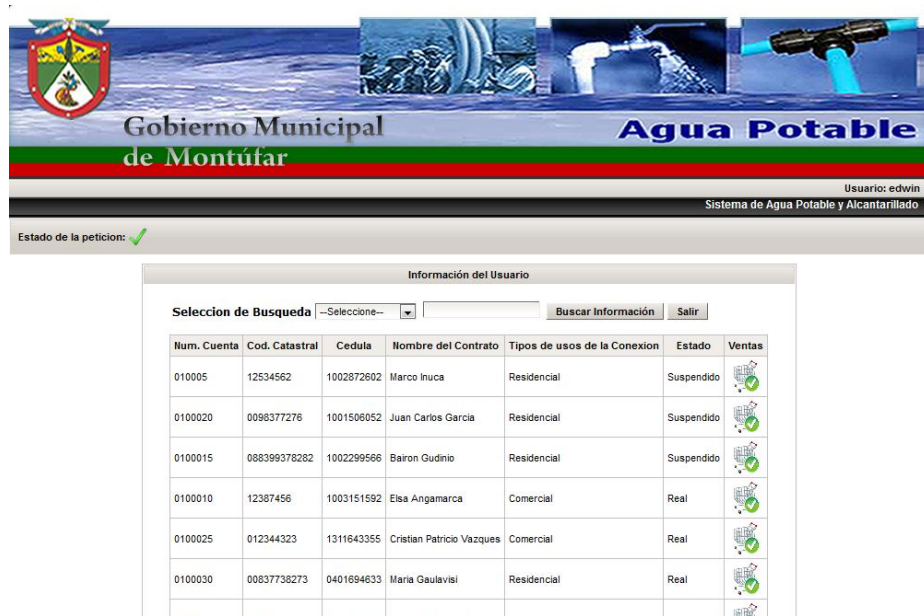 Gobierno Municipal
de Montúfar
Agua Potable
Usuario: edwin
Sistema de Agua Potable y Alcantarillado
Estado de la peticion:
Información del Usuario
Seleccion de Busqueda --Seleccione-- Buscar Información Salir
Num. Cuenta Cod. Catastral Cedula Nombre del Contrato Tipos de usos de la Conexion Estado Ventas
010005 12534562 1002872602 Marco Inuca Residencial Suspendido
0100020 0098377276 1001506052 Juan Carlos Garcia Residencial Suspendido
0100015 088399378282 1002299566 Bairon Gudinio Residencial Suspendido
0100010 12387456 1003151592 Elsa Angamarca Comercial Real
0100025 012344323 1311643355 Cristian Patricio Vazques Comercial Real
0100030 00837738273 0401694633 Maria Gaulavisi Residencial Real